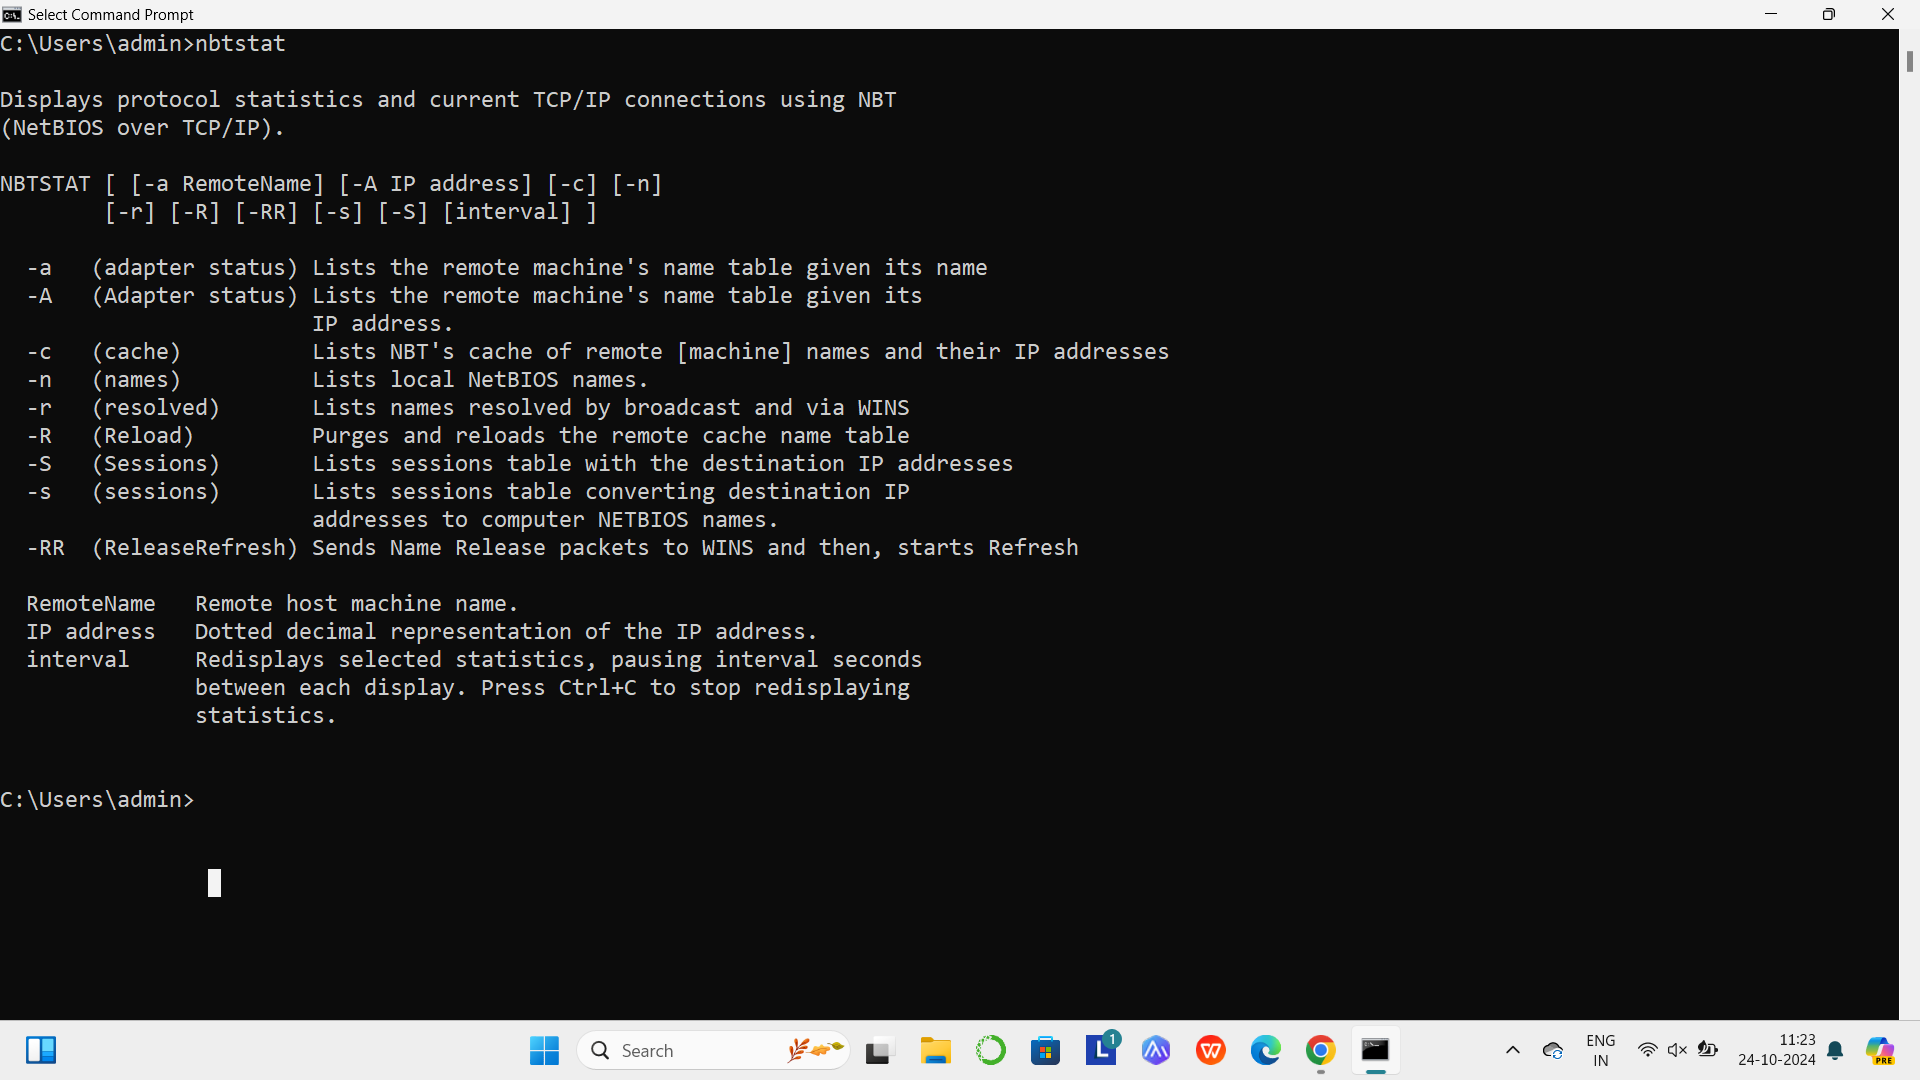 Select Command Prompt
C:\Users\admin>nbtstat
Displays protocol statistics and current TCP/IP connections using NBT
(NetBIOS over TCP/IP).
NBTSTAT [ [-a RemoteName] [-A IP address] [-c] [-n]
[-r] [-R] [-RR] [-s] [-S] [interval] ]
-a (adapter status) Lists the remote machine's name table given its name
-A (Adapter status) Lists the remote machine's name table given its
IP address.
-c (cache) Lists NBT's cache of remote [machine] names and their IP addresses
-n (names) Lists local NetBIOS names.
-r (resolved) Lists names resolved by broadcast and via WINS
-R (Reload) Purges and reloads the remote cache name table
-S (Sessions) Lists sessions table with the destination IP addresses
-s (sessions) Lists sessions table converting destination IP
addresses to computer NETBIOS names.
-RR (ReleaseRefresh) Sends Name Release packets to WINS and then, starts Refresh
RemoteName Remote host machine name.
IP address Dotted decimal representation of the IP address.
interval Redisplays selected statistics, pausing interval seconds
between each display. Press Ctrl+C to stop redisplaying
statistics.
C:\Users\admin>
Search
L 1
W
ENG
IN
11:23
24-10-2024
PRE